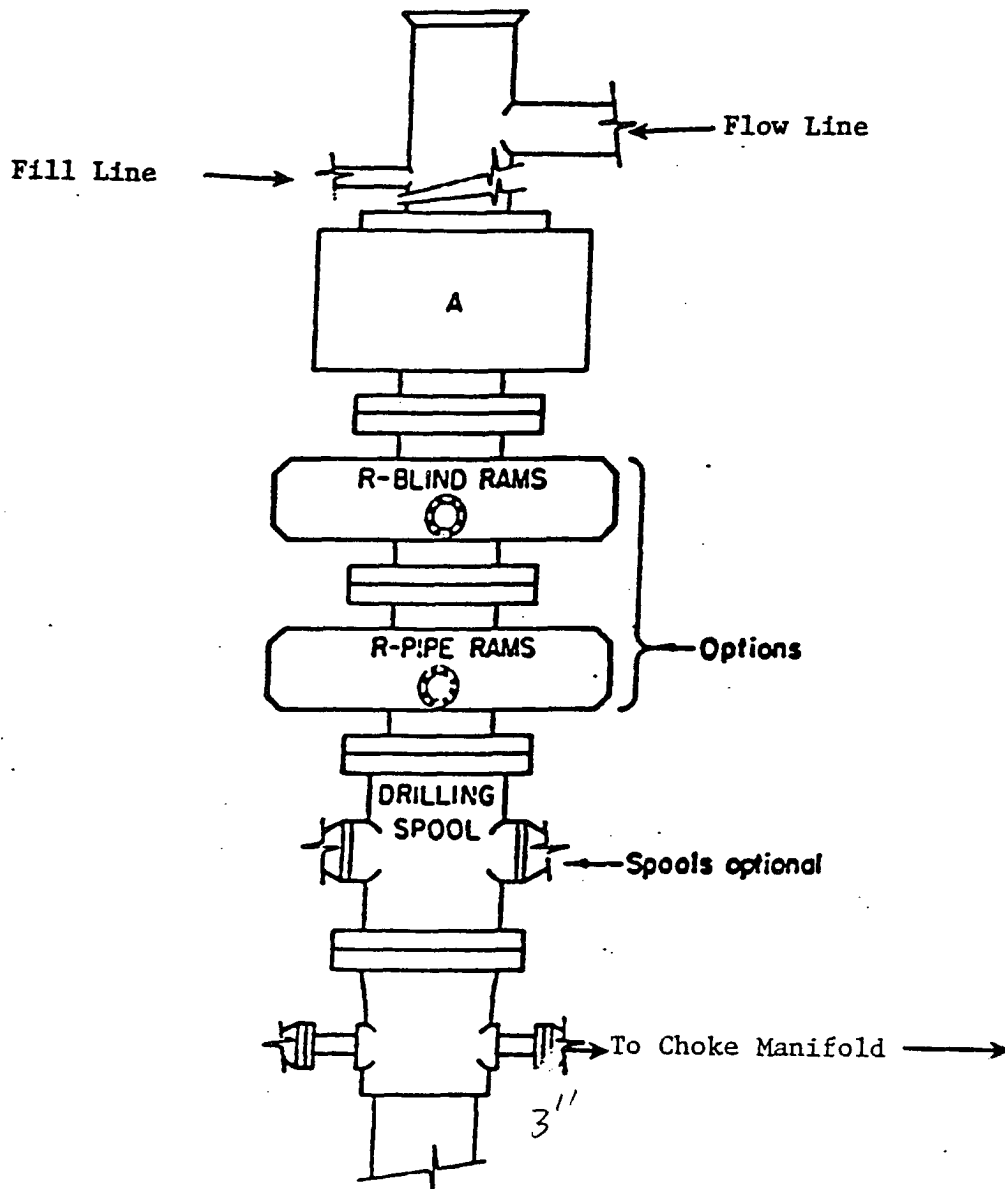 Flow Line
Fill Line
A
R-BLIND RAMS
R-PIPE RAMS
Options
DRILLING
SPOOL
Spools optional
To Choke Manifold
3"